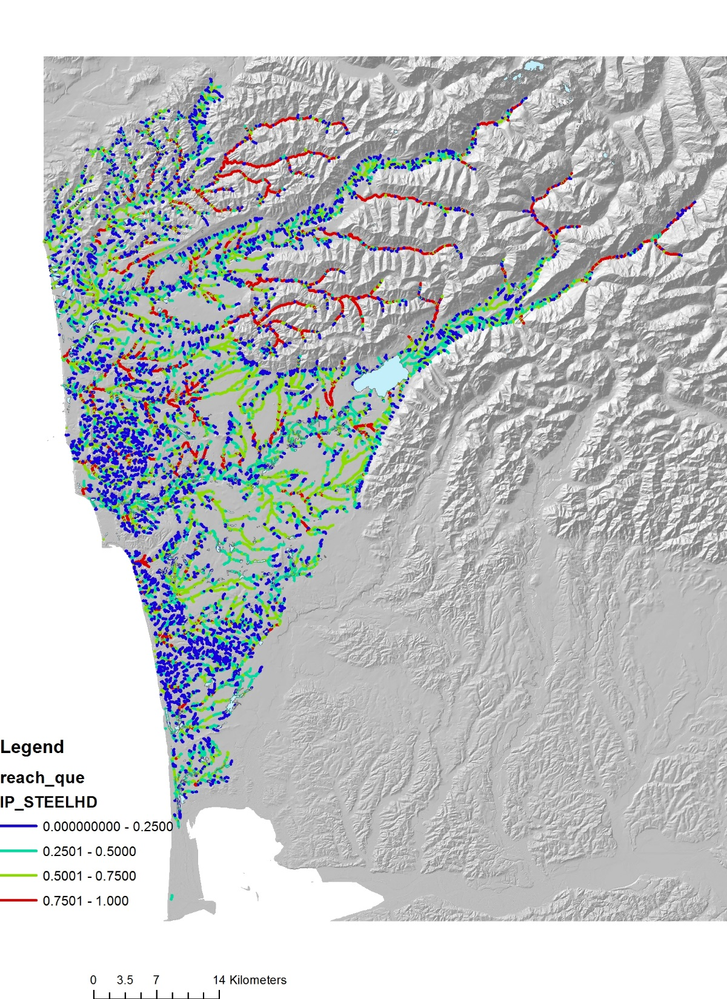 Legend
reach_que
IP_STEELHD
0.000000000 - 0.2500
0.2501 - 0.5000
0.5001 - 0.7500
0.7501 - 1.000
0 3.5 7 14 Kilometers